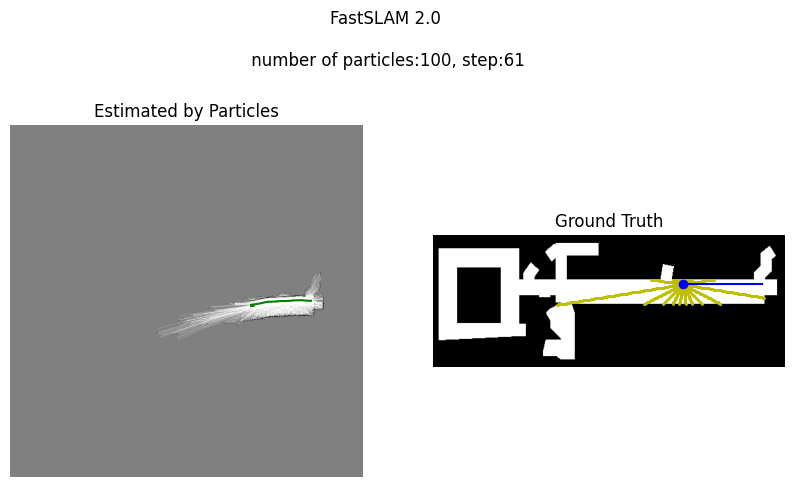 FastSLAM 2.0
number of particles:100, step:61
Estimated by Particles
Ground Truth